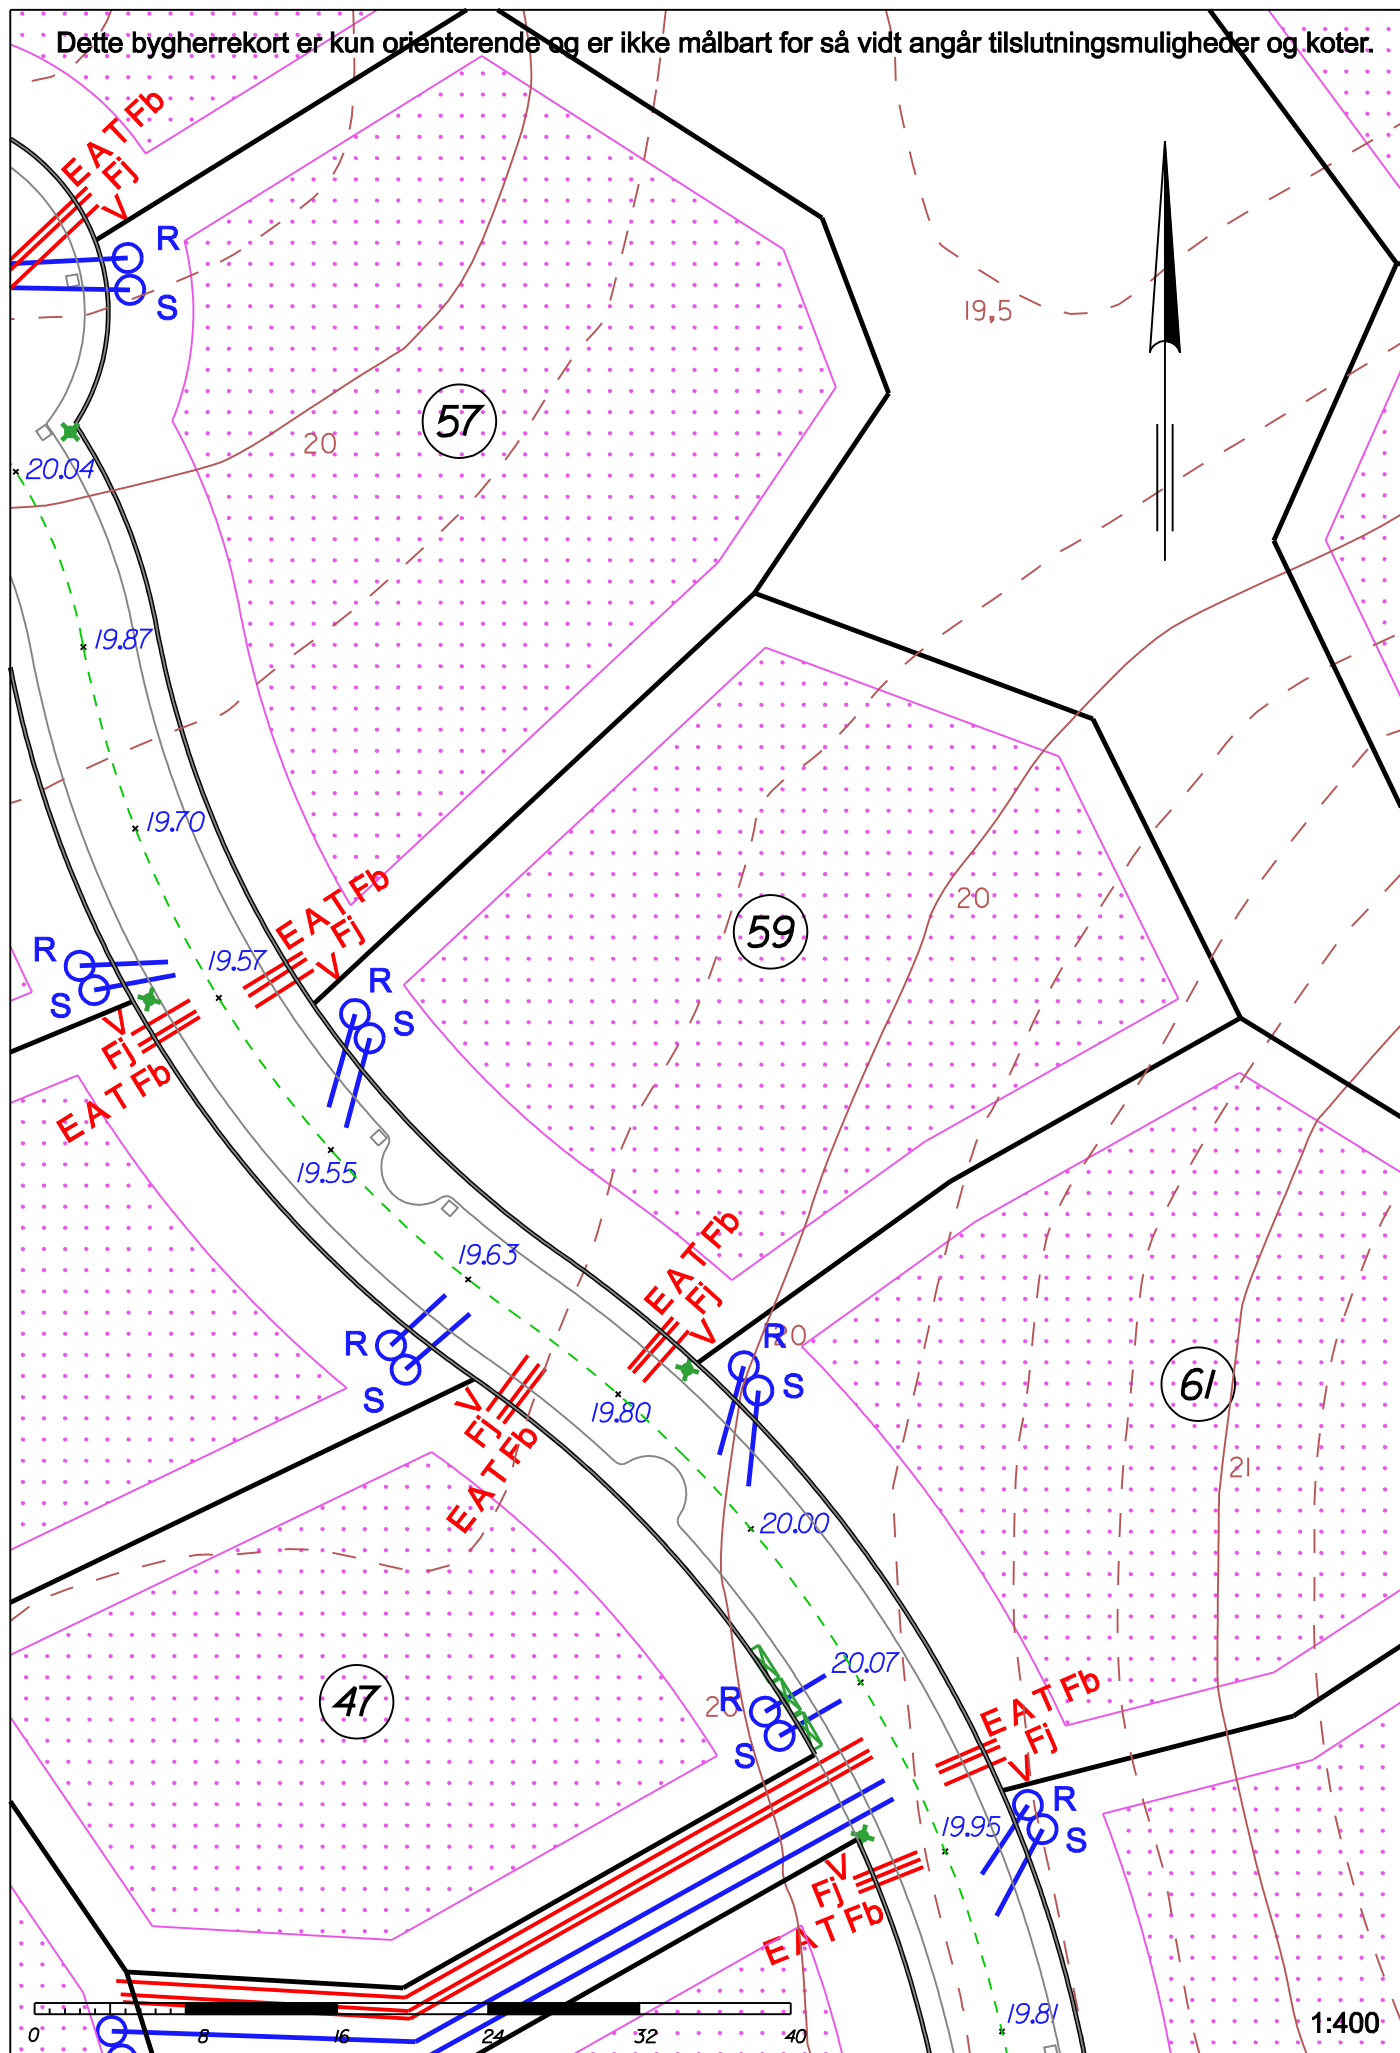 Dette bygherrekort er kun orienterende og er ikke målbart for så vidt angår tilslutningsmuligheder og koter.
E A T Fb
Fj
V
R
S
19,5
57
20
20.04
19.87
19.70
E A T Fb
Fj
V
R
S
19.57
R
S
V
Fj
E A T Fb
59
20
19.55
19.63
E A T Fb
Fj
V
R
S
20
R
S
V
Fj
E A T Fb
19.80
61
21
20.00
20.07
47
20
R
S
E A T Fb
Fj
V
R
S
19.95
V
Fj
E A T Fb
19.81
0 8 16 24 32 40
1:400